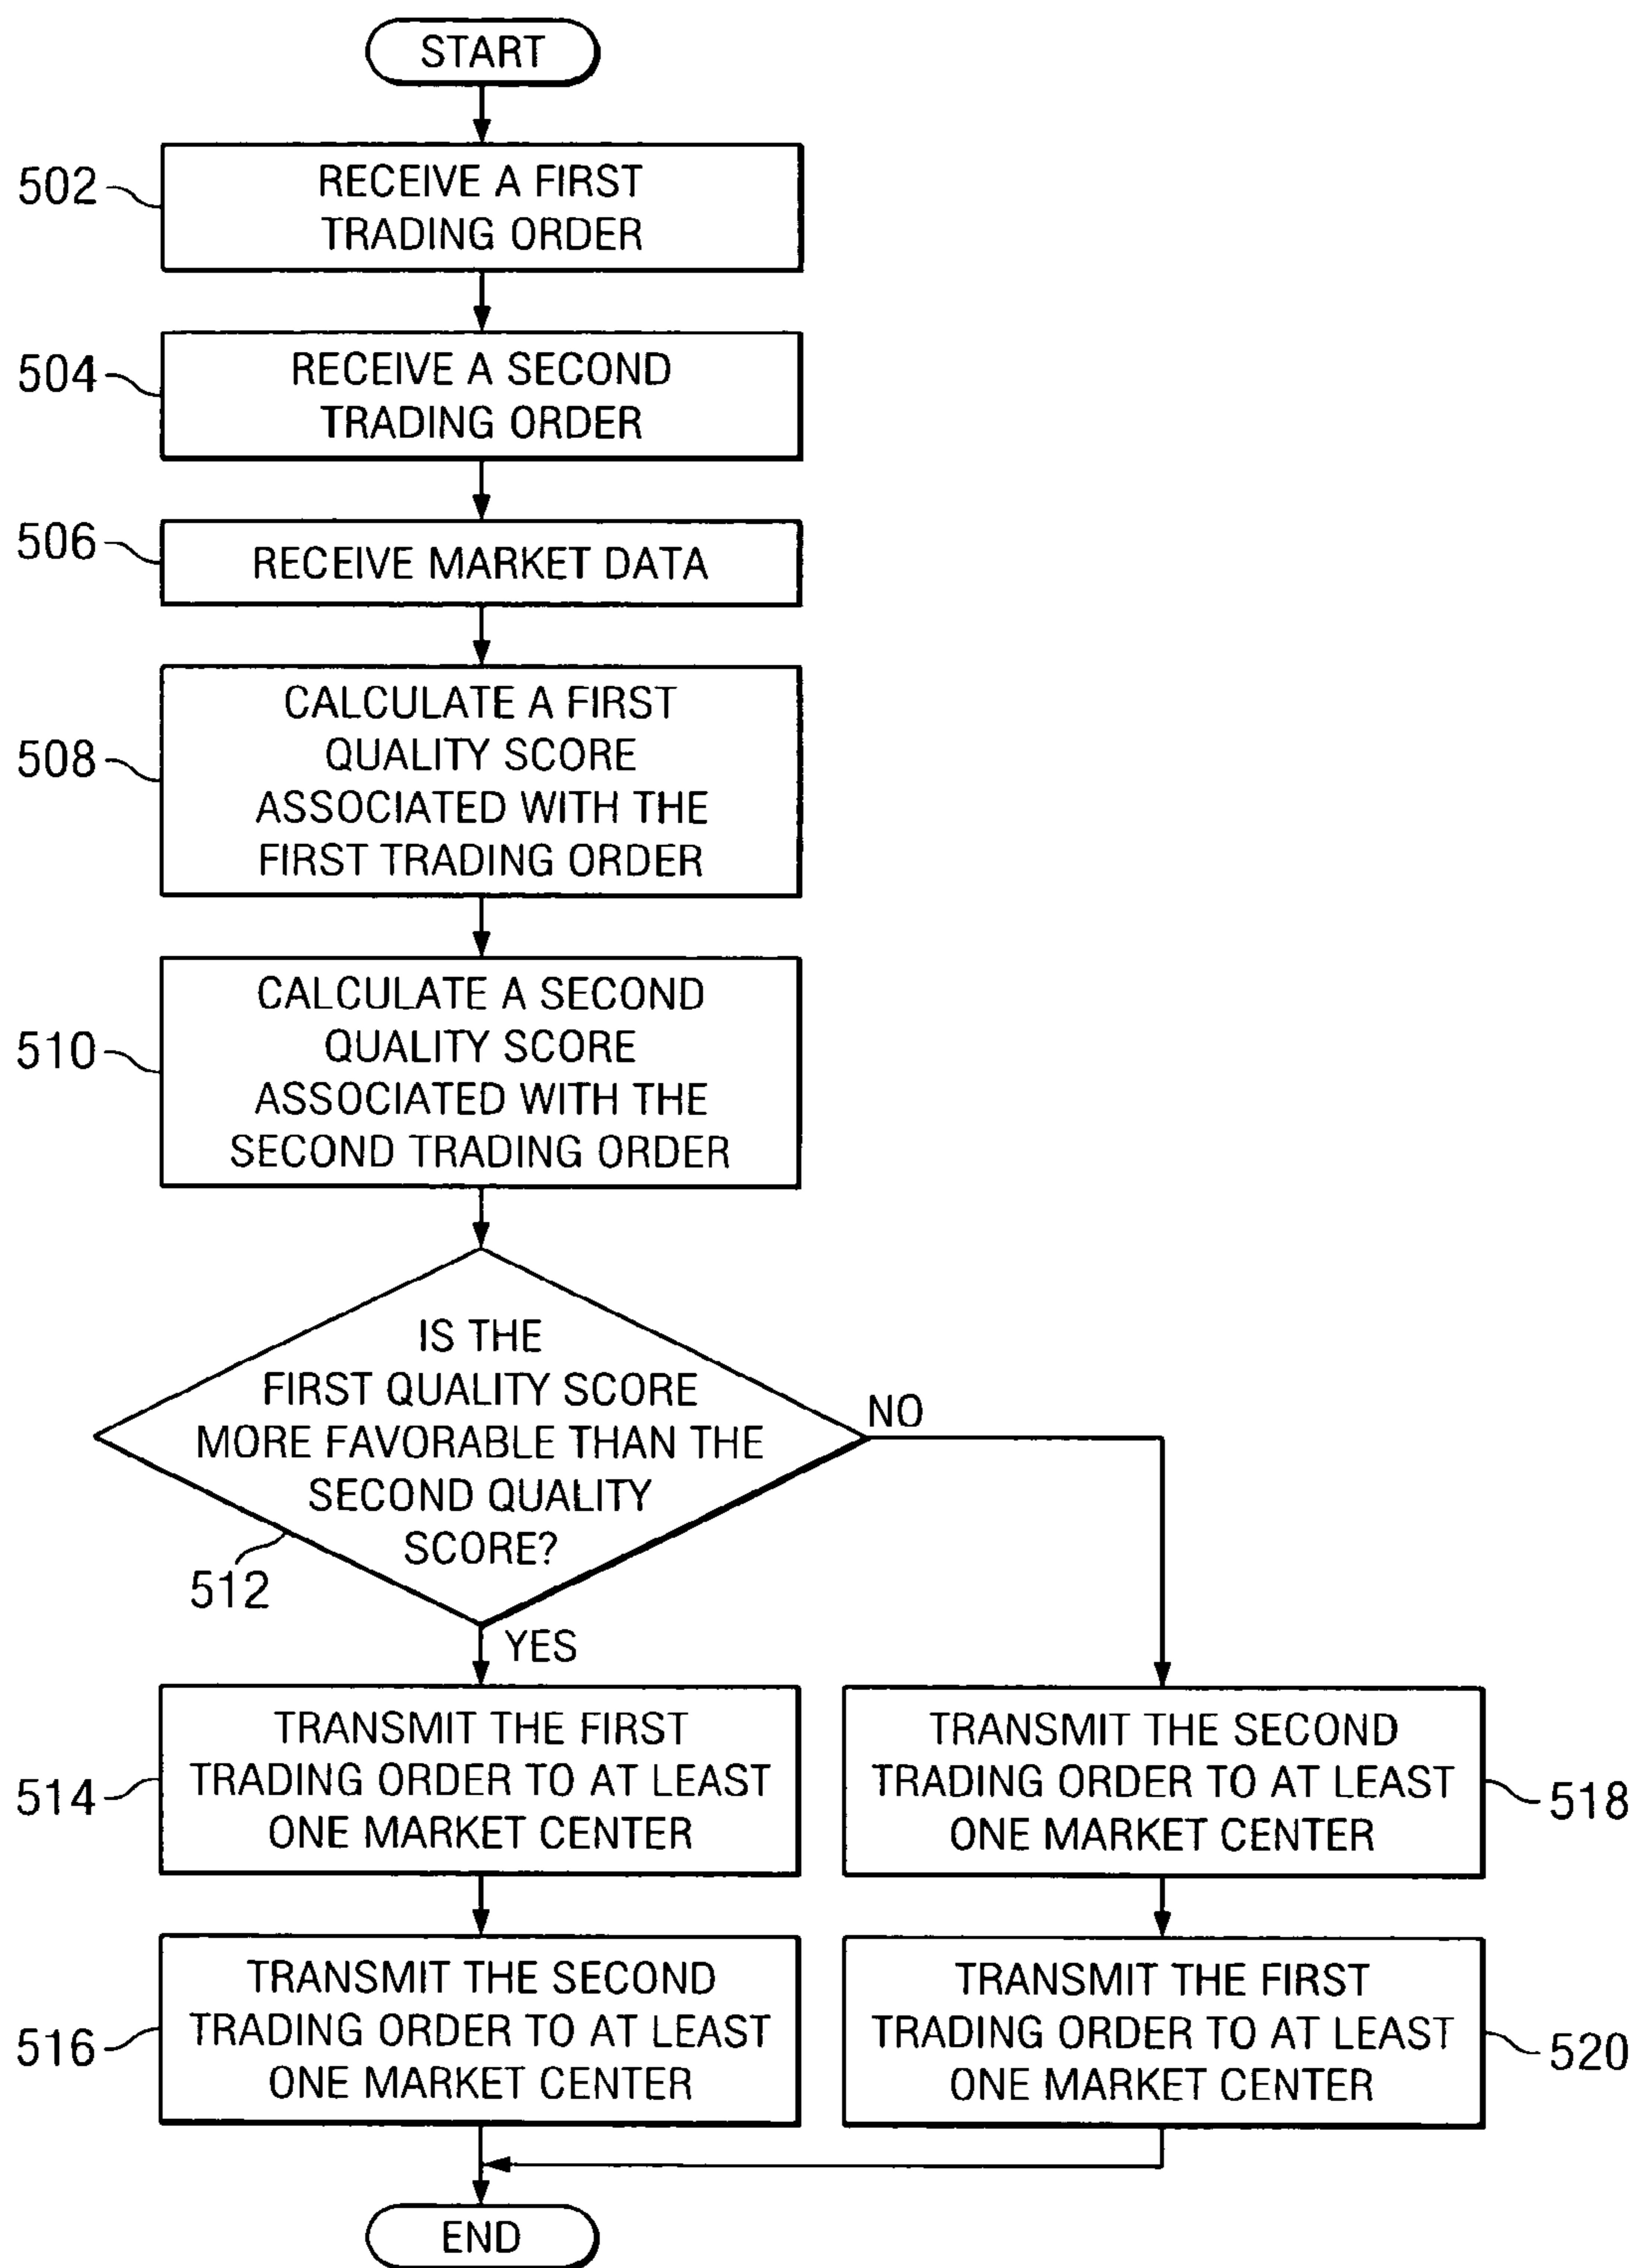 START
502
RECEIVE A FIRST
TRADING ORDER
504
RECEIVE A SECOND
TRADING ORDER
506
RECEIVE MARKET DATA
508
CALCULATE A FIRST
QUALITY SCORE
ASSOCIATED WITH THE
FIRST TRADING ORDER
510
CALCULATE A SECOND
QUALITY SCORE
ASSOCIATED WITH THE
SECOND TRADING ORDER
IS THE
FIRST QUALITY SCORE
MORE FAVORABLE THAN THE
SECOND QUALITY
SCORE?
512
NO
YES
514
TRANSMIT THE FIRST
TRADING ORDER TO AT LEAST
ONE MARKET CENTER
TRANSMIT THE SECOND
TRADING ORDER TO AT LEAST
ONE MARKET CENTER
518
516
TRANSMIT THE SECOND
TRADING ORDER TO AT LEAST
ONE MARKET CENTER
TRANSMIT THE FIRST
TRADING ORDER TO AT LEAST
ONE MARKET CENTER
520
END